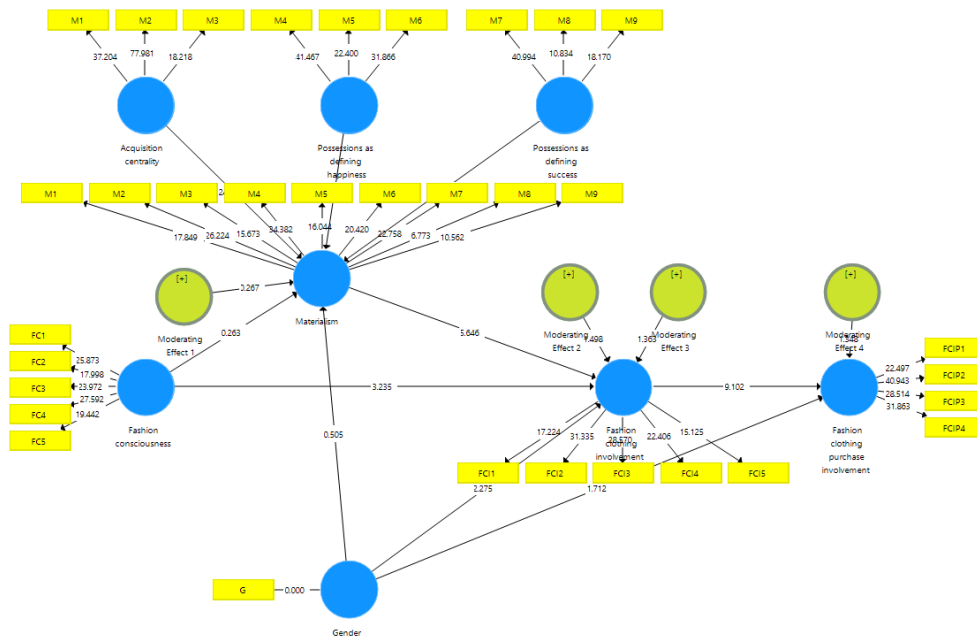 M1 M2 M3 M4 M5 M6 M7 M8 M9
37.204 77.981 18.218 41.467 22.400 31.866 40.994 10.834 18.170
Acquisition
centrality
Possessions as
defining
happiness
Possessions as
defining
success
M1 M2 M3 M4 M5 M6 M7 M8 M9
17.849 26.224 15.673 34.382 16.044 20.420 22.758 6.773 10.562
[+]
Moderating
Effect 1
0.267
Materialism
[+]
Moderating
Effect 2
1.498
[+]
Moderating
Effect 3
1.363
[+]
Moderating
Effect 4
1.348
0.263
5.646
FC1
FC2
FC3
FC4
FC5
25.873
17.998
23.972
27.592
19.442
Fashion
consciousness
3.235
9.102
Fashion
clothing
involvement
17.224 31.335 28.570 22.406 15.125
FCI1 FCI2 FCI3 FCI4 FCI5
FCIP1
FCIP2
FCIP3
FCIP4
22.497
40.943
28.514
31.863
Fashion
clothing
purchase
involvement
0.505
2.275
1.712
G
0.000
Gender